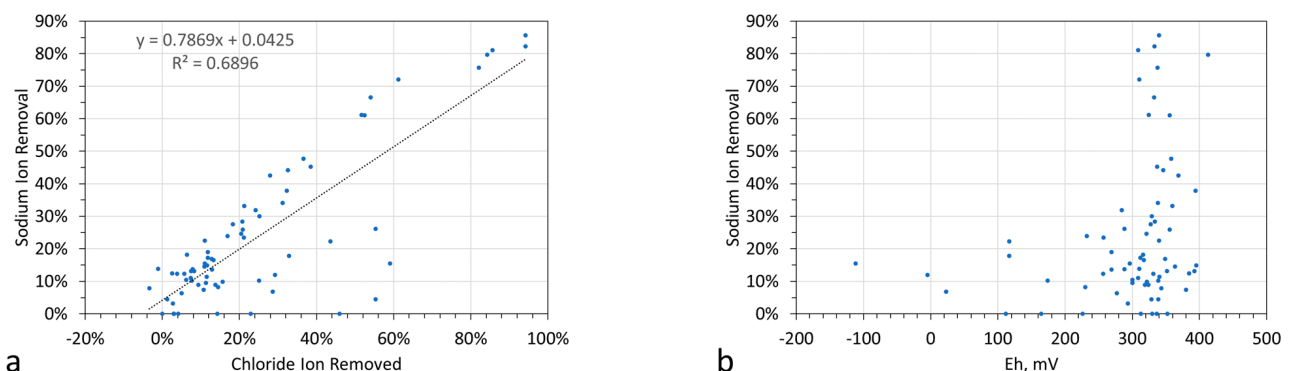 90%
80%
70%
60%
50%
40%
30%
20%
10%
0%
Sodium Ion Removal
y = 0.7869x + 0.0425
R² = 0.6896
-20% 0% 20% 40% 60% 80% 100%
Chloride Ion Removed
a
90%
80%
70%
60%
50%
40%
30%
20%
10%
0%
Sodium Ion Removal
-200 -100 0 100 200 300 400 500
Eh, mV
b